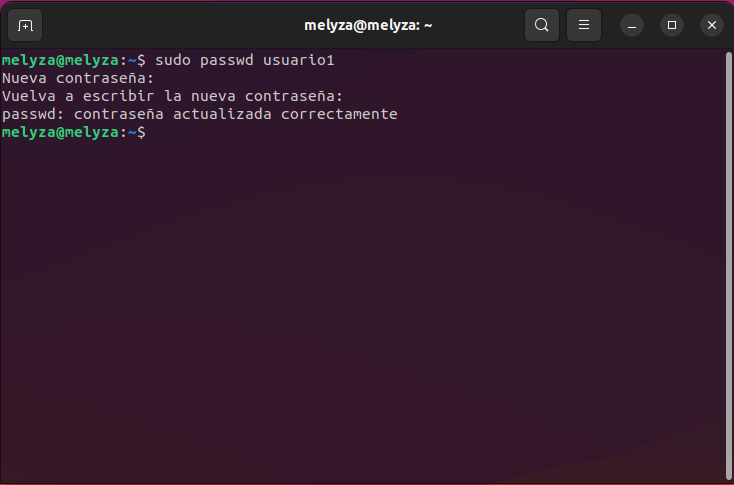 melyza@melyza: ~
melyza@melyza:~$ sudo passwd usuario1
Nueva contraseña:
Vuelva a escribir la nueva contraseña:
passwd: contraseña actualizada correctamente
melyza@melyza:~$